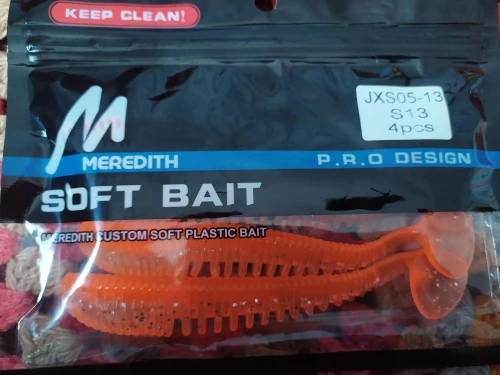 KEEP CLEAN!
JXS05-13
S13
4pcs
M
MEREDITH
P.R.O DESIGN
SOFT BAIT
MEREDITH CUSTOM SOFT PLASTIC BAIT